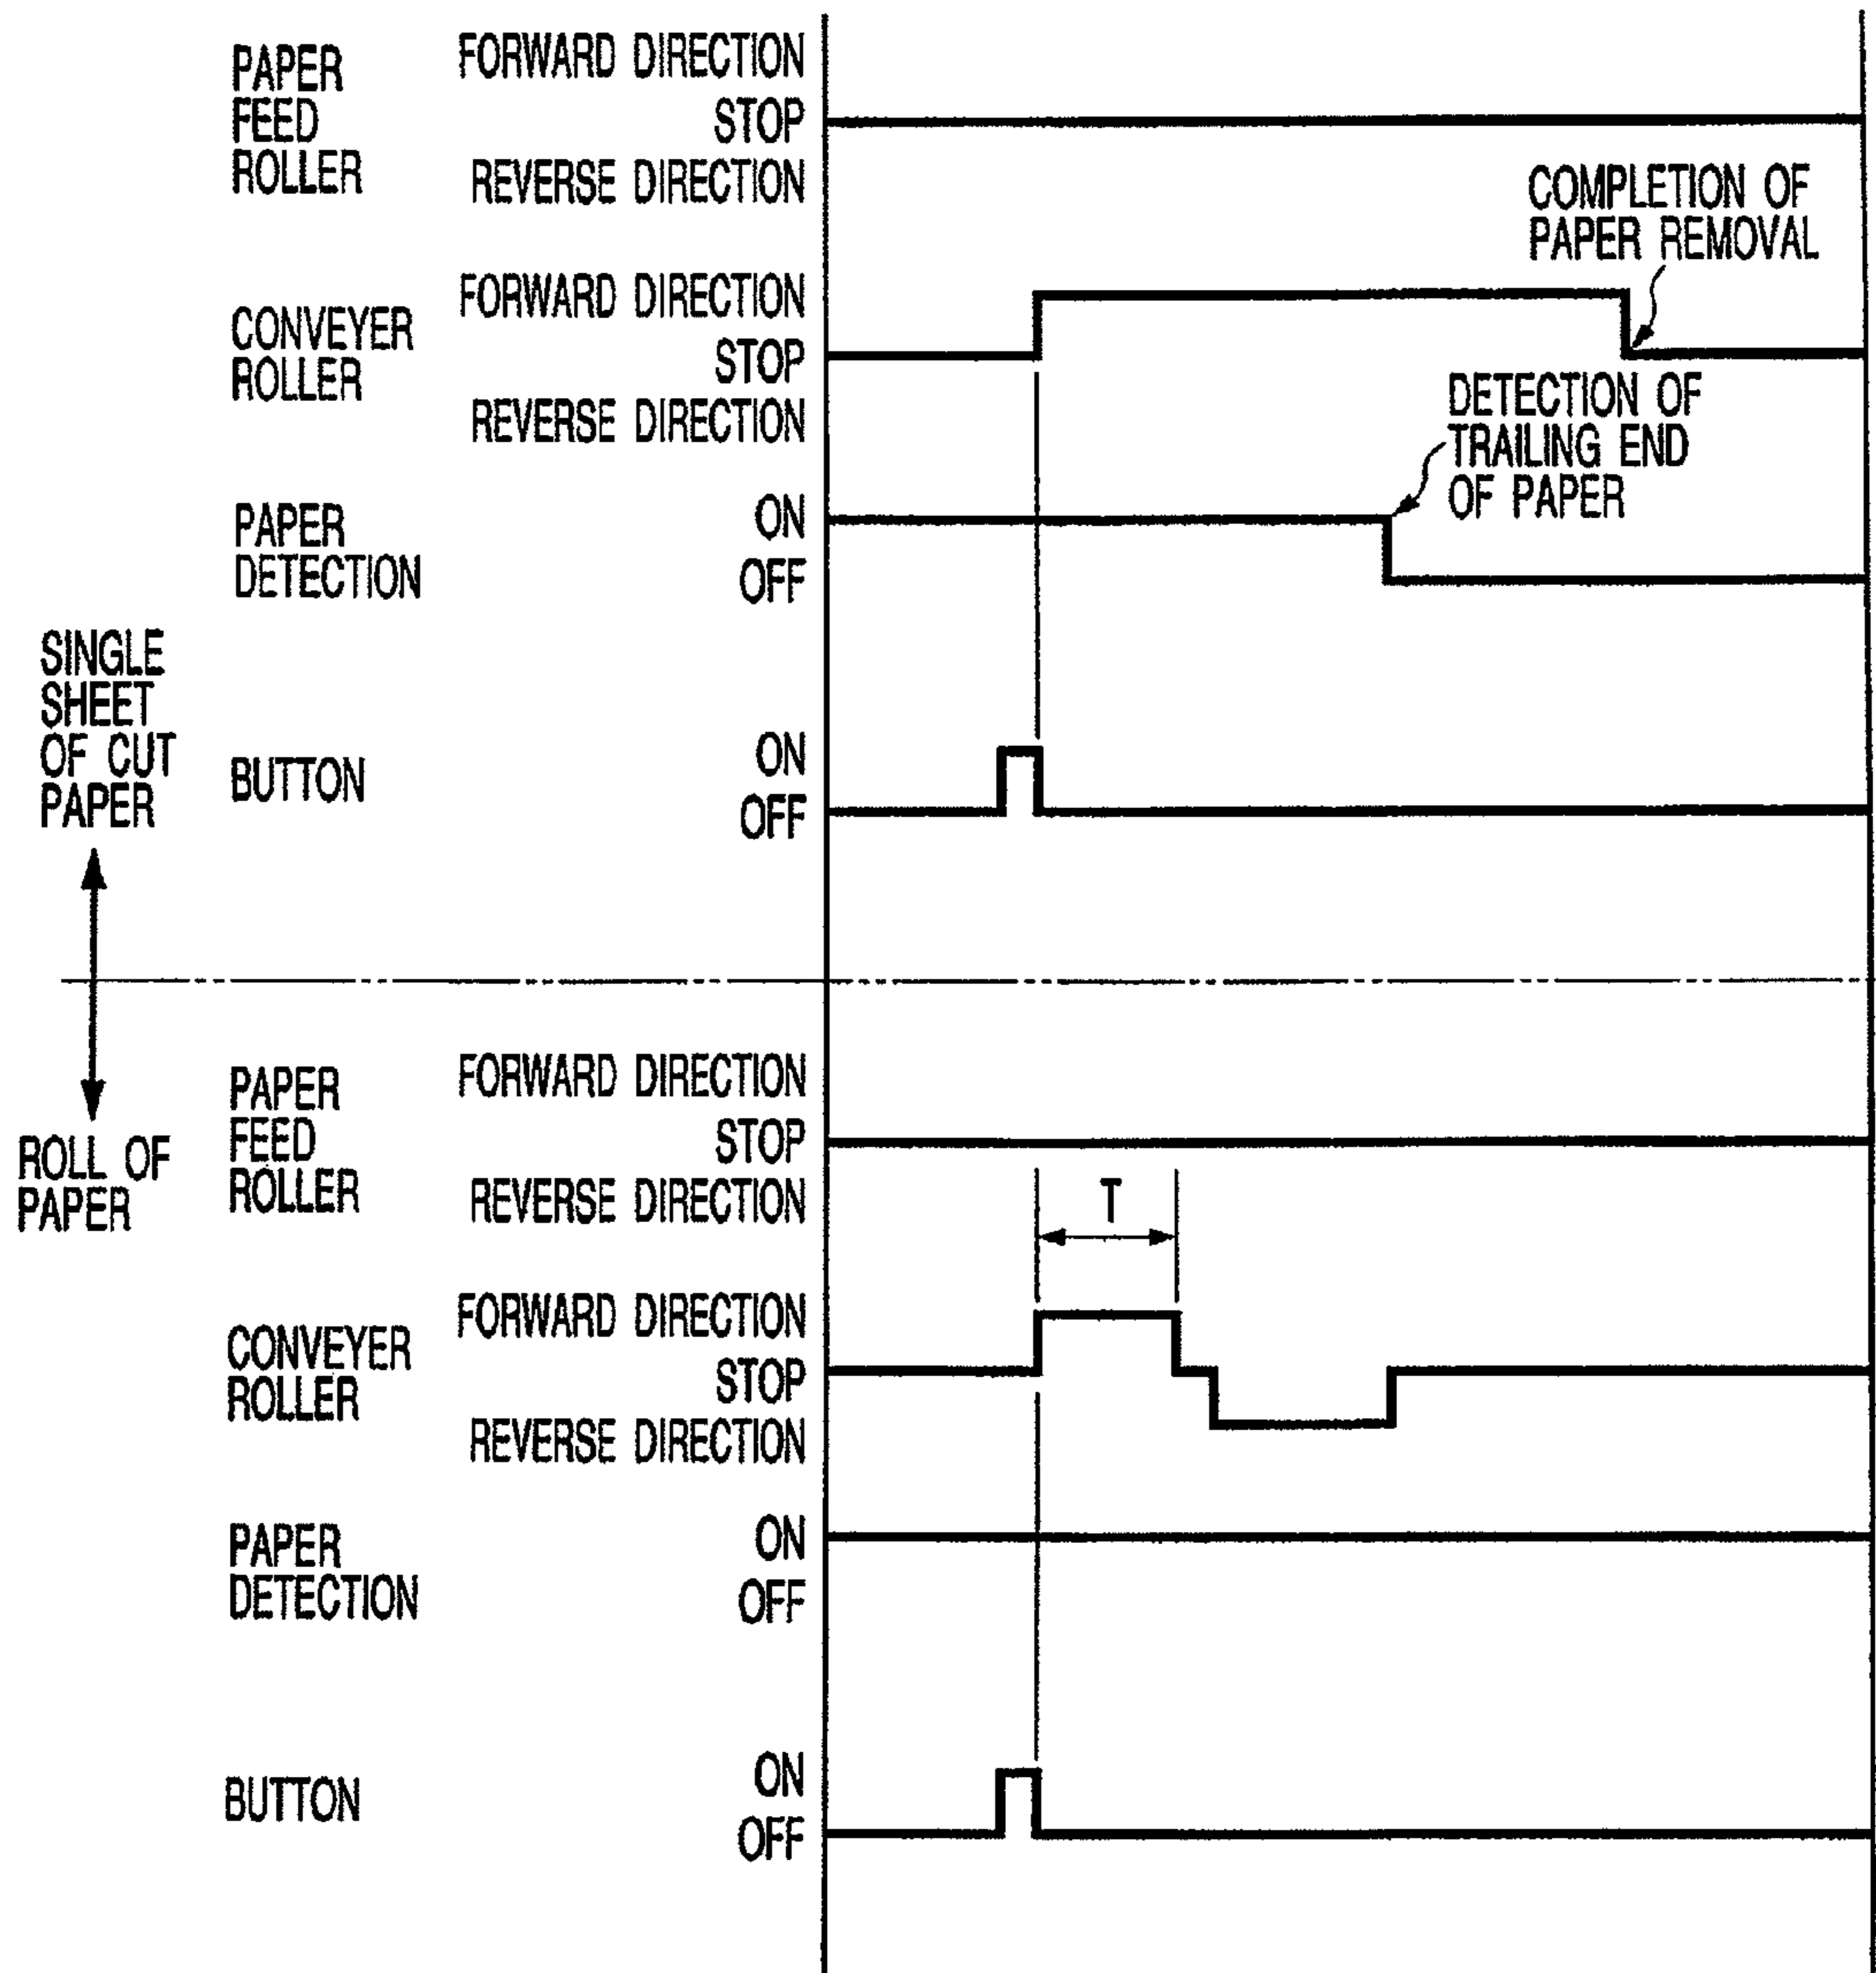 PAPER
FEED
ROLLER
FORWARD DIRECTION
STOP
REVERSE DIRECTION
COMPLETION OF
PAPER REMOVAL
CONVEYER
ROLLER
FORWARD DIRECTION
STOP
REVERSE DIRECTION
DETECTION OF
TRAILING END
OF PAPER
PAPER
DETECTION
ON
OFF
SINGLE
SHEET
OF CUT
PAPER
BUTTON
ON
OFF
ROLL OF
PAPER
PAPER
FEED
ROLLER
FORWARD DIRECTION
STOP
REVERSE DIRECTION
T
CONVEYER
ROLLER
FORWARD DIRECTION
STOP
REVERSE DIRECTION
PAPER
DETECTION
ON
OFF
BUTTON
ON
OFF